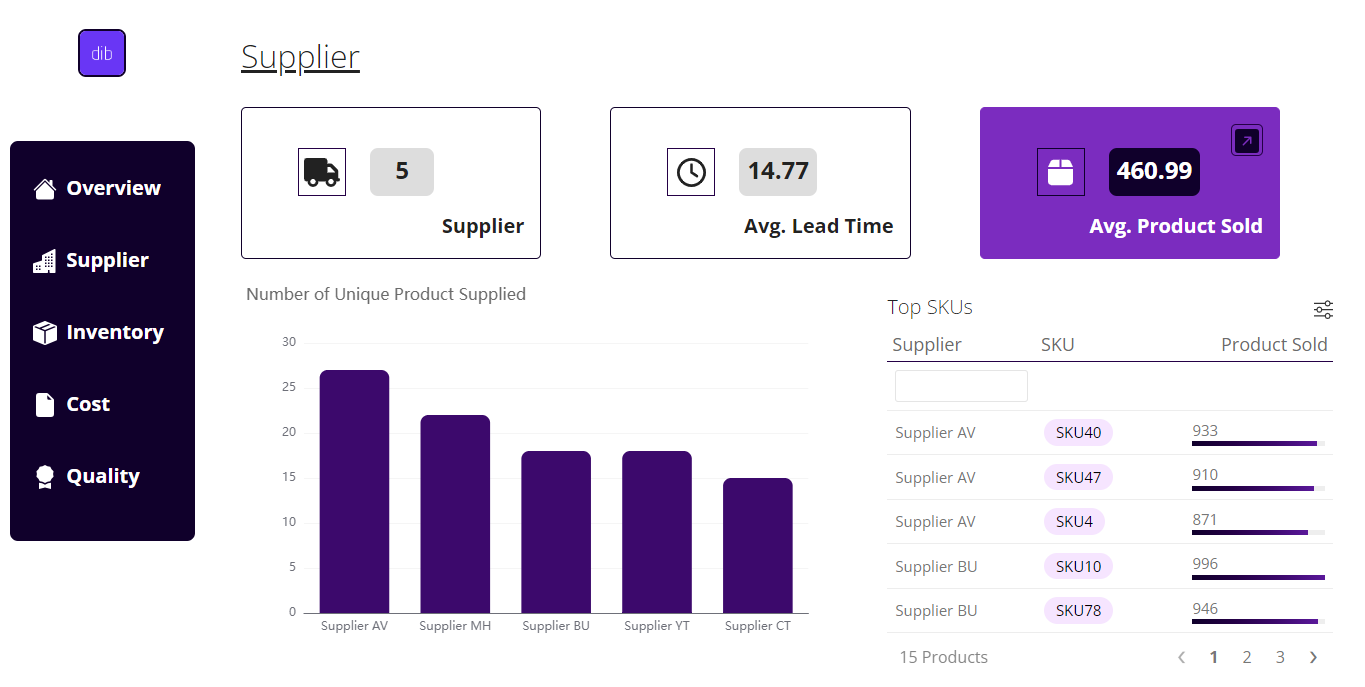 dib
Supplier
Overview
Supplier
Inventory
Cost
Quality
5
Supplier
14.77
Avg. Lead Time
460.99
Avg. Product Sold
Number of Unique Product Supplied
30
25
20
15
10
5
0
Supplier AV Supplier MH Supplier BU Supplier YT Supplier CT
Top SKUs
Supplier SKU Product Sold
Supplier AV SKU40 933
Supplier AV SKU47 910
Supplier AV SKU4 871
Supplier BU SKU10 996
Supplier BU SKU78 946
15 Products 1 2 3